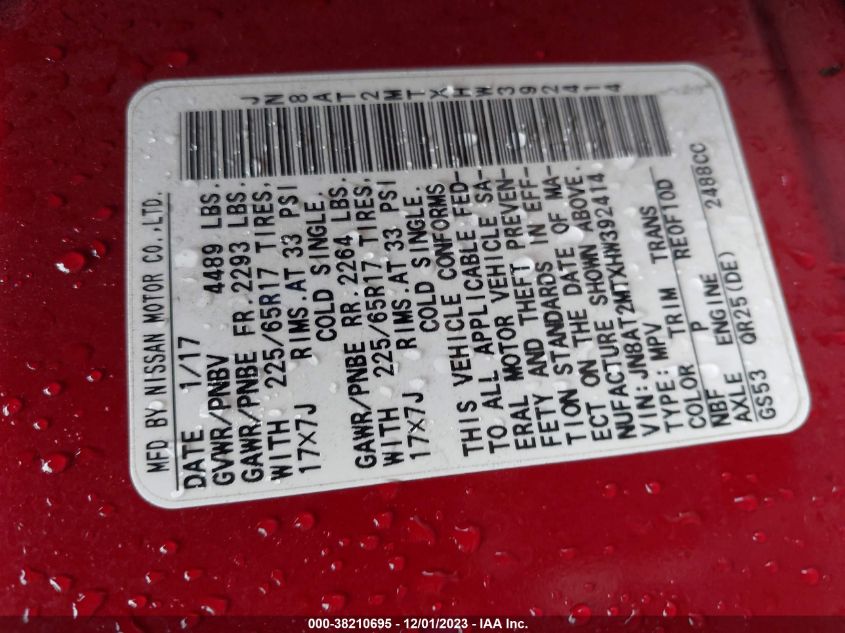 JN8AT2MTXHW392414
MFD BY NISSAN MOTOR CO.,LTD.
DATE 1/17
GVWR/PNBV 4489 LBS.
GAWR/PNBE FR.2293 LBS.
WITH 225/65R17 TIRES,
17X7J RIMS.AT 33 PSI
COLD SINGLE.
GAWR/PNBE RR.2264 LBS.
WITH 225/65R17 TIRES,
17X7J RIMS.AT 33 PSI
COLD SINGLE.
THIS VEHICLE CONFORMS
TO ALL APPLICABLE FED-
ERAL MOTOR VEHICLE SA-
FETY AND THEFT PREVEN-
TION STANDARDS IN EFF-
ECT ON THE DATE OF MA-
NUFACTURE SHOWN ABOVE.
VIN:JN8AT2MTXHW392414
TYPE:MPV
COLOR TRIM TRANS
NBF P RE0F10D
AXLE ENGINE
GS53 QR25(DE) 2488CC
000-38210695 - 12/01/2023 - IAA Inc.